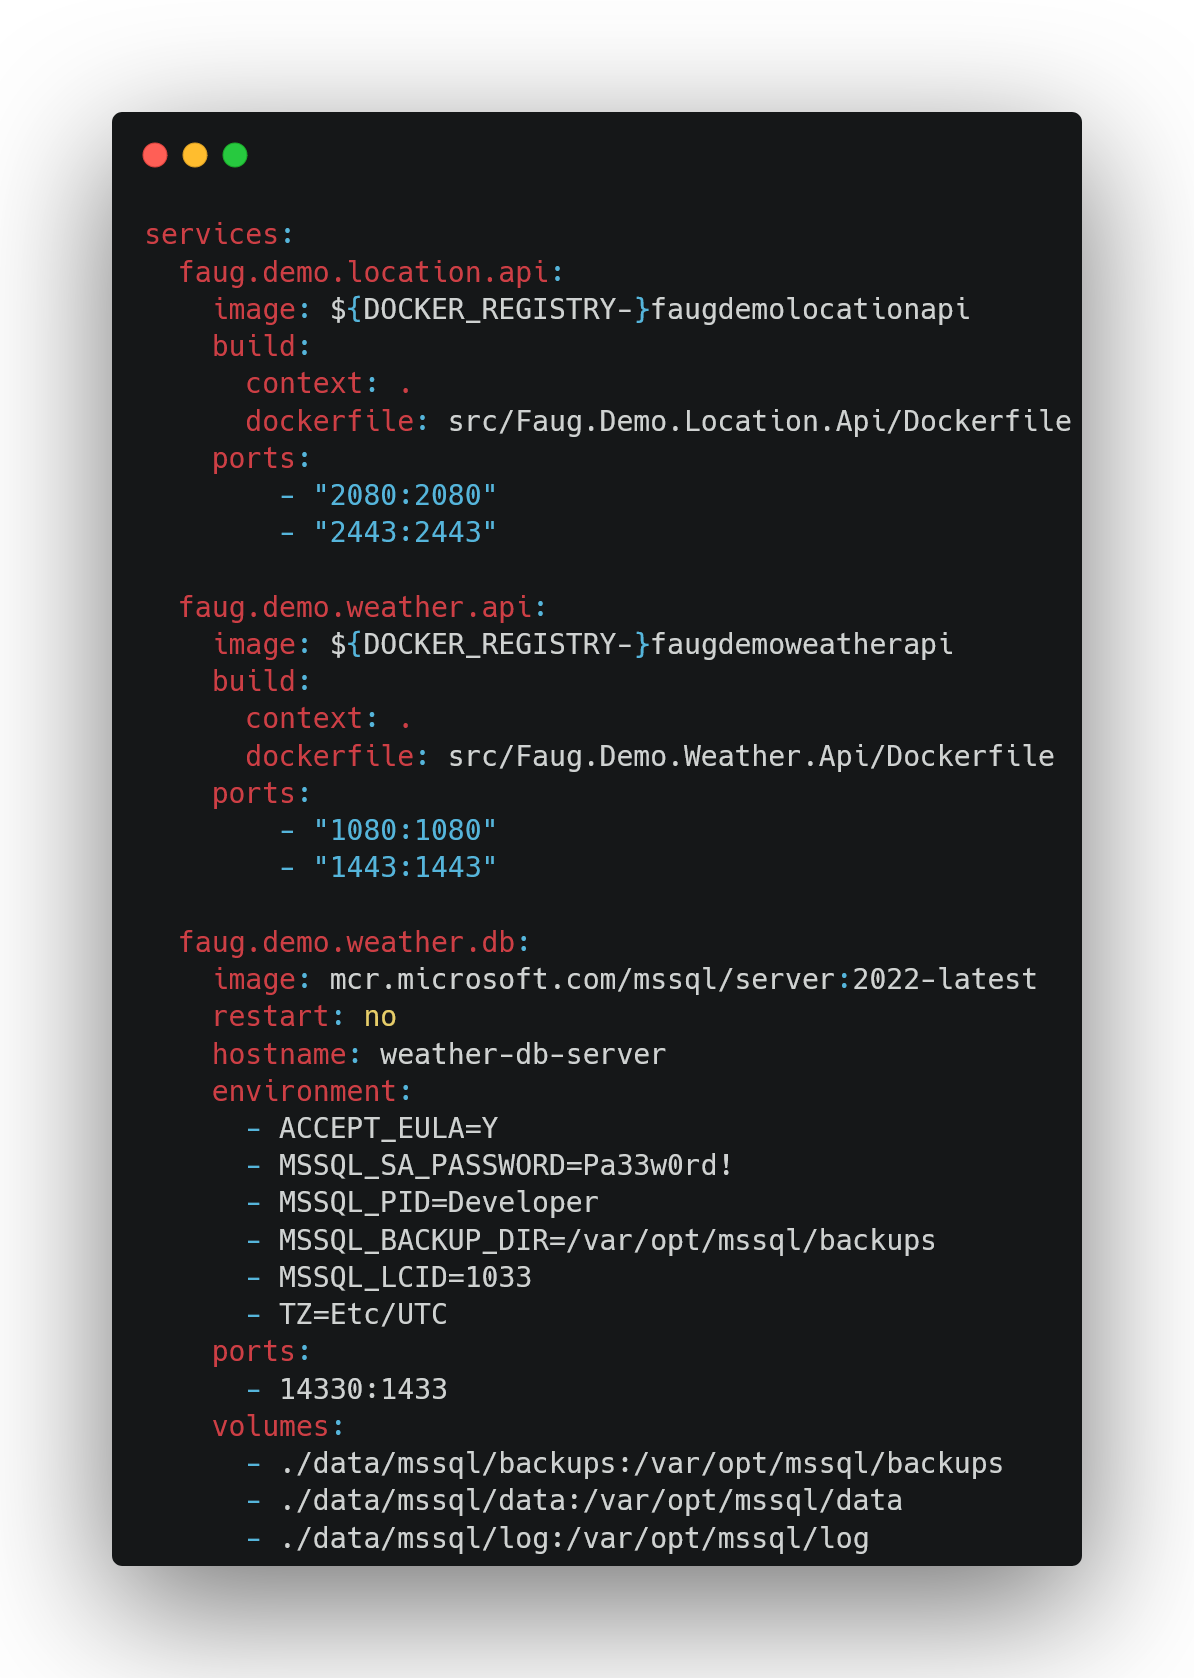 services:
  faug.demo.location.api:
    image: ${DOCKER_REGISTRY-}faugdemolocationapi
    build:
      context: .
      dockerfile: src/Faug.Demo.Location.Api/Dockerfile
    ports:
        - "2080:2080"
        - "2443:2443"

  faug.demo.weather.api:
    image: ${DOCKER_REGISTRY-}faugdemoweatherapi
    build:
      context: .
      dockerfile: src/Faug.Demo.Weather.Api/Dockerfile
    ports:
        - "1080:1080"
        - "1443:1443"

  faug.demo.weather.db:
    image: mcr.microsoft.com/mssql/server:2022-latest
    restart: no
    hostname: weather-db-server
    environment:
      - ACCEPT_EULA=Y
      - MSSQL_SA_PASSWORD=Pa33w0rd!
      - MSSQL_PID=Developer
      - MSSQL_BACKUP_DIR=/var/opt/mssql/backups
      - MSSQL_LCID=1033
      - TZ=Etc/UTC
    ports:
      - 14330:1433
    volumes:
      - ./data/mssql/backups:/var/opt/mssql/backups
      - ./data/mssql/data:/var/opt/mssql/data
      - ./data/mssql/log:/var/opt/mssql/log